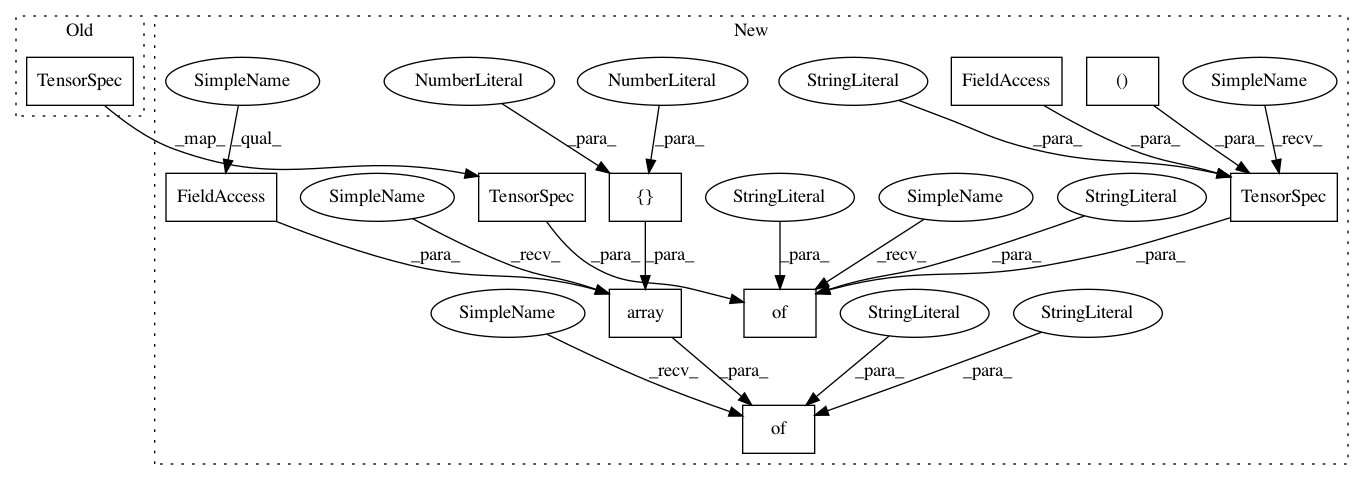 Old
New
TensorSpec
SimpleName
NumberLiteral
NumberLiteral
StringLiteral
FieldAccess
()
SimpleName
_map_
_qual_
_para_
_para_
_para_
_para_
_para_
_recv_
FieldAccess
SimpleName
TensorSpec
{}
StringLiteral
SimpleName
StringLiteral
TensorSpec
_para_
_recv_
_para_
_para_
_para_
_recv_
_para_
_para_
SimpleName
array
of
StringLiteral
StringLiteral
_recv_
_para_
_para_
_para_
of